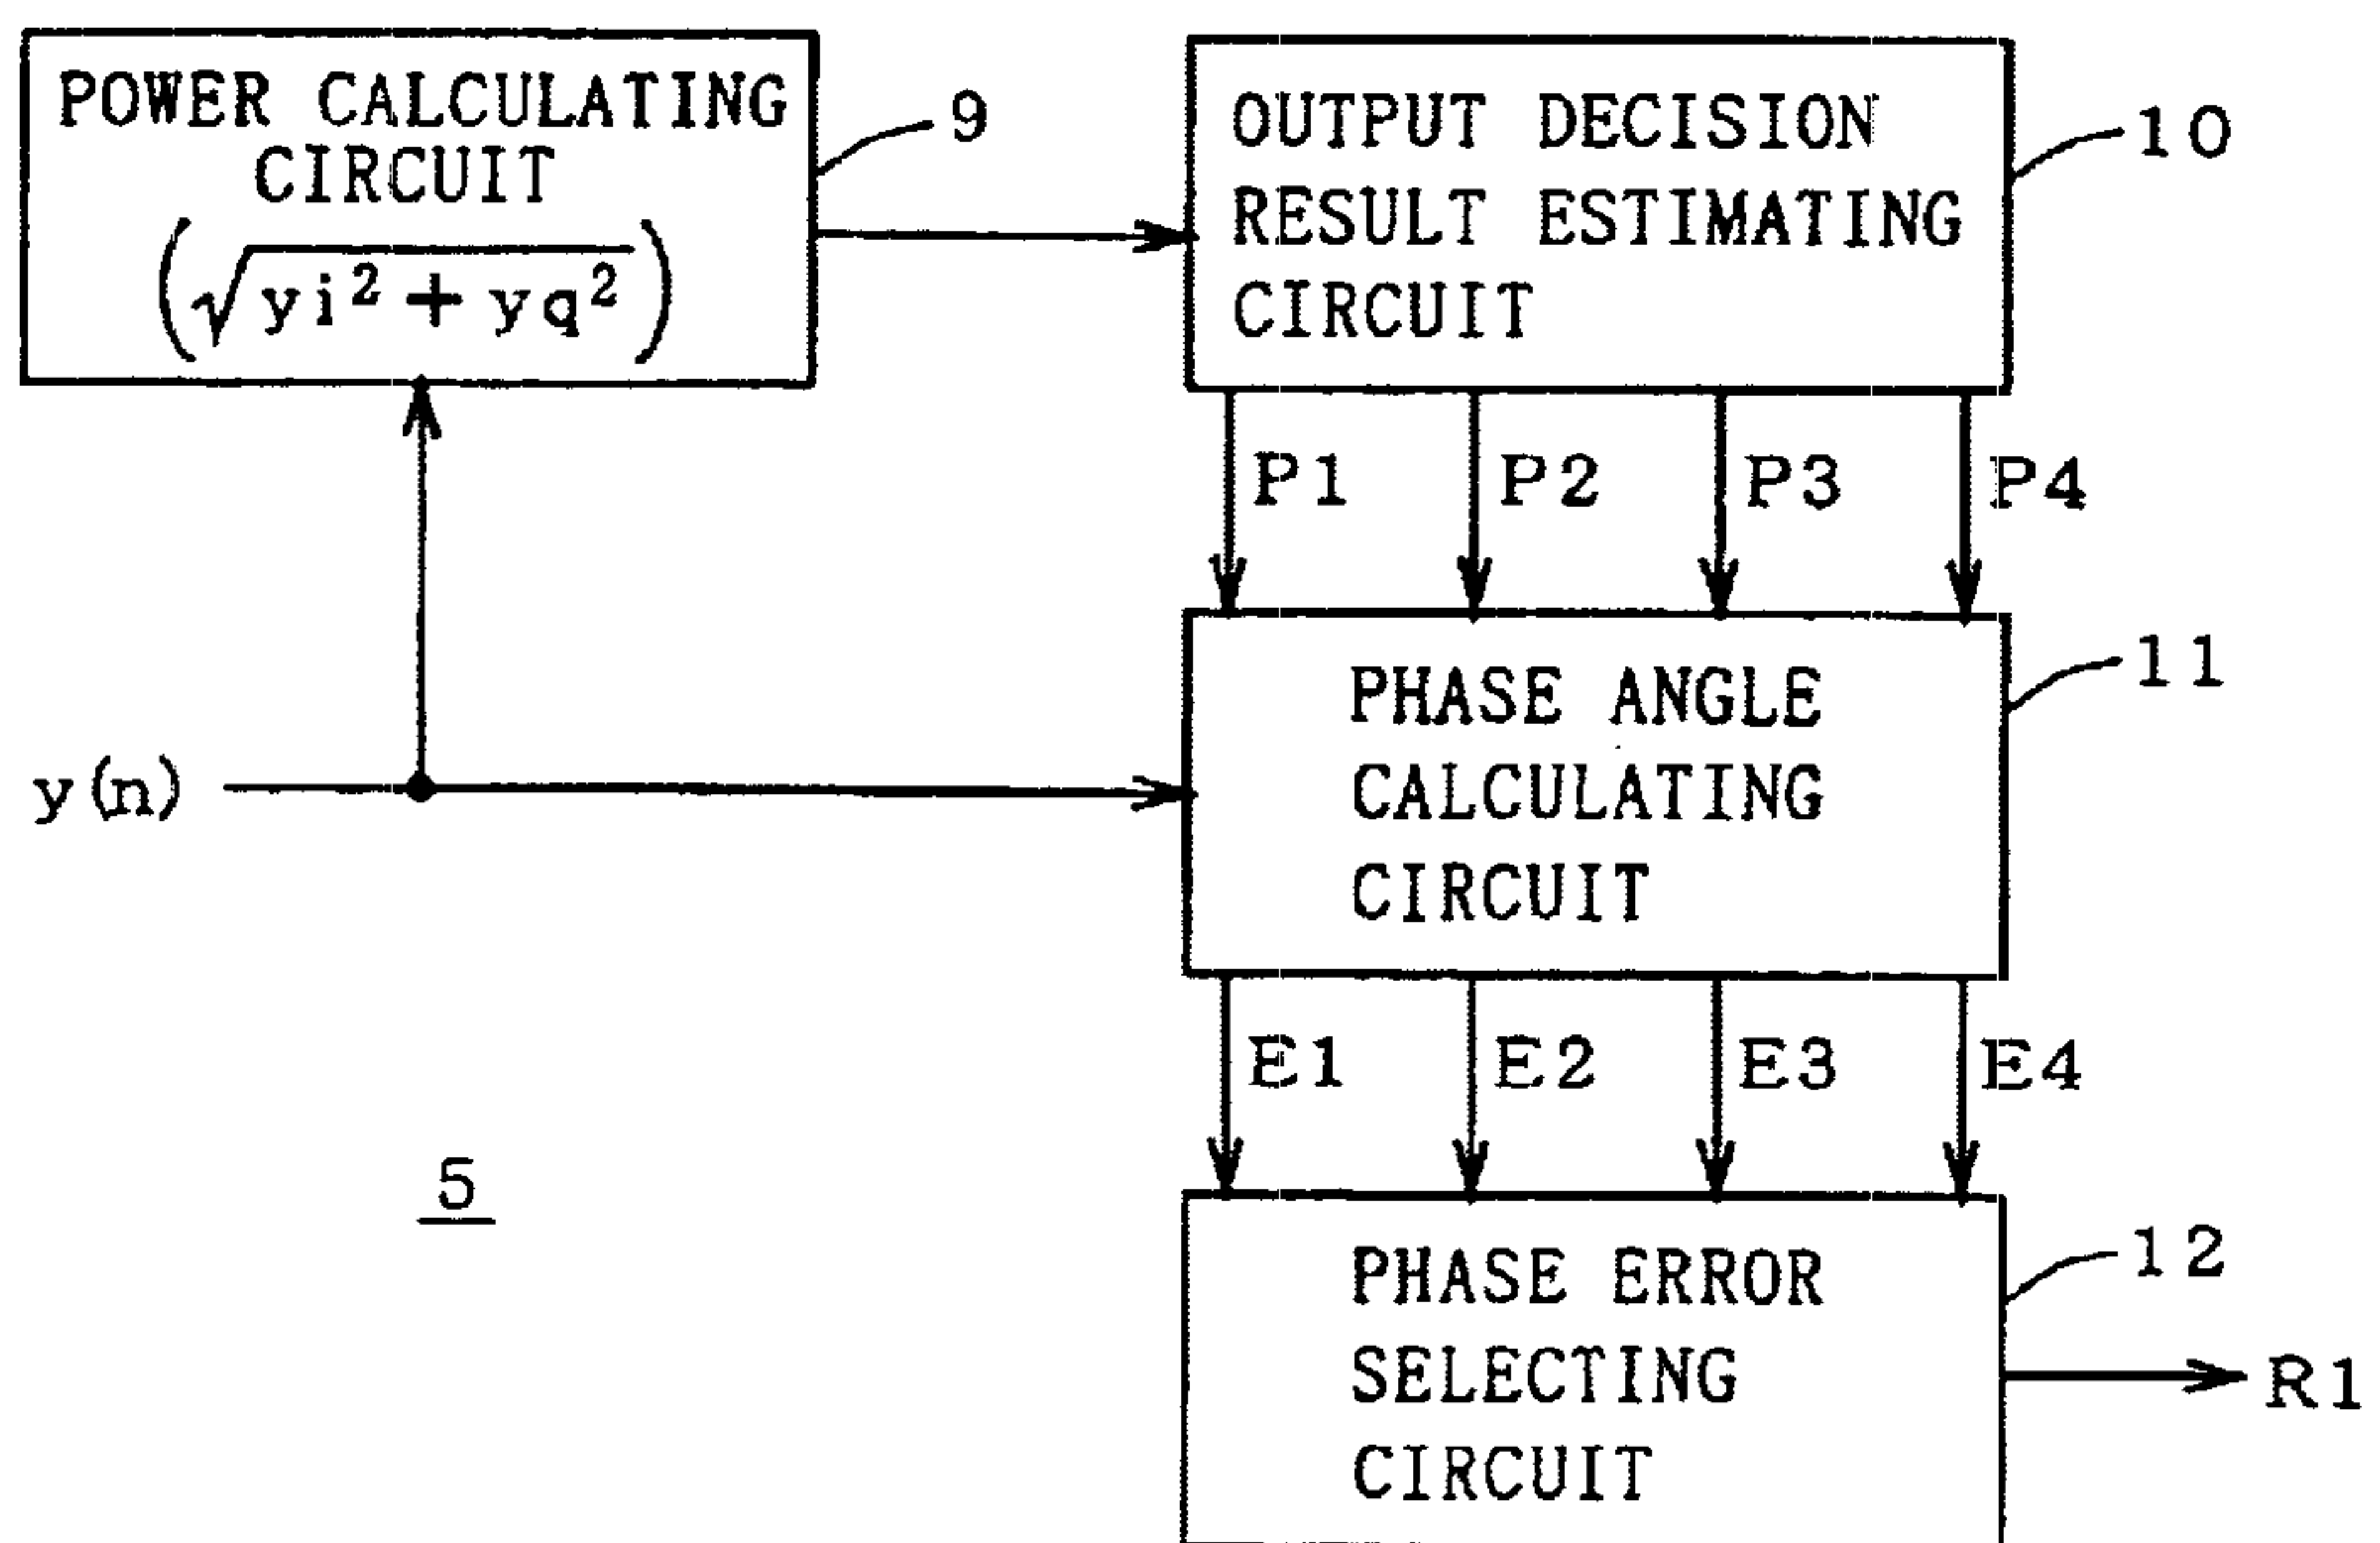 POWER CALCULATING
CIRCUIT
(√yi²+yq²)
9
OUTPUT DECISION
RESULT ESTIMATING
CIRCUIT
10
P1 P2 P3 P4
PHASE ANGLE
CALCULATING
CIRCUIT
11
y(n)
E1 E2 E3 E4
5
PHASE ERROR
SELECTING
CIRCUIT
12
R1